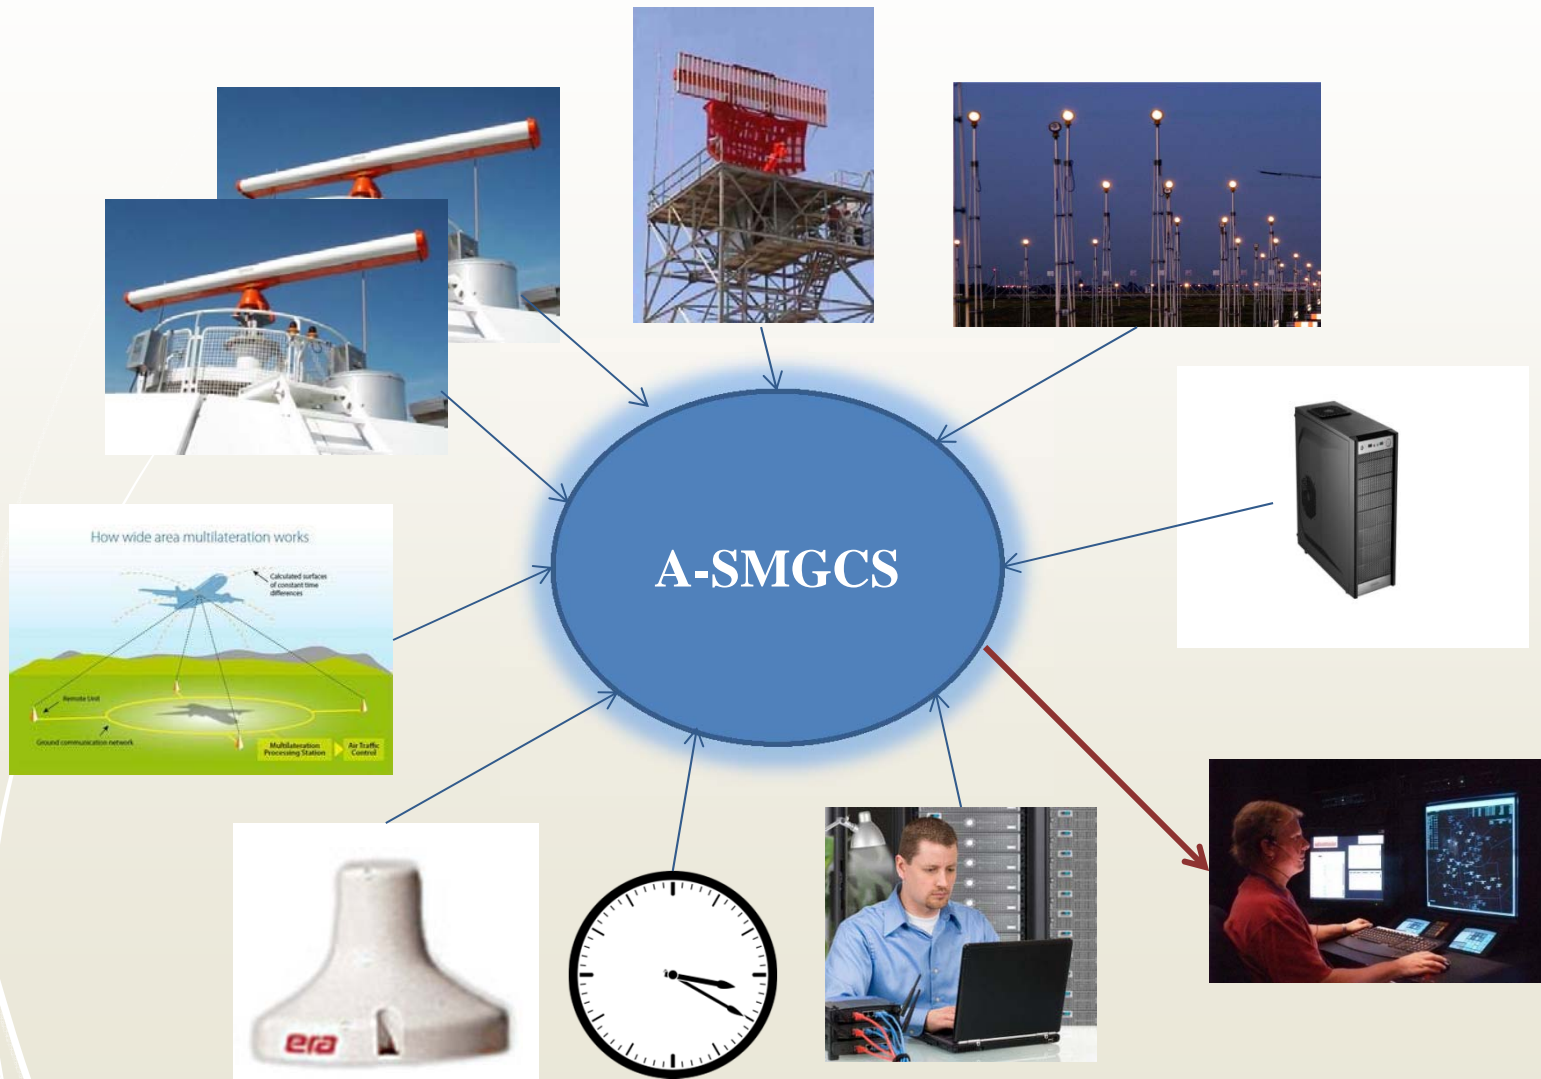 A-SMGCS
How wide area multilateration works
Calculated surfaces
of constant time
differences
Remote Unit
Ground communication network
Multilateration
Processing Station
Air Traffic
Control
era